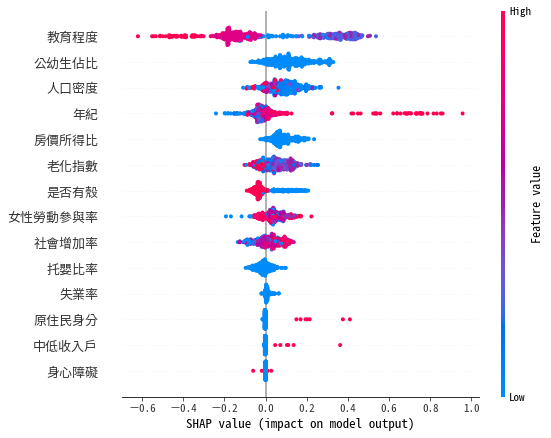 High
教育程度
公幼生佔比
人口密度
年紀
房價所得比
老化指數
是否有殼
女性勞動參與率
社會增加率
托嬰比率
失業率
原住民身分
中低收入戶
身心障礙
Feature value
Low
−0.6 −0.4 −0.2 0.0 0.2 0.4 0.6 0.8 1.0
SHAP value (impact on model output)